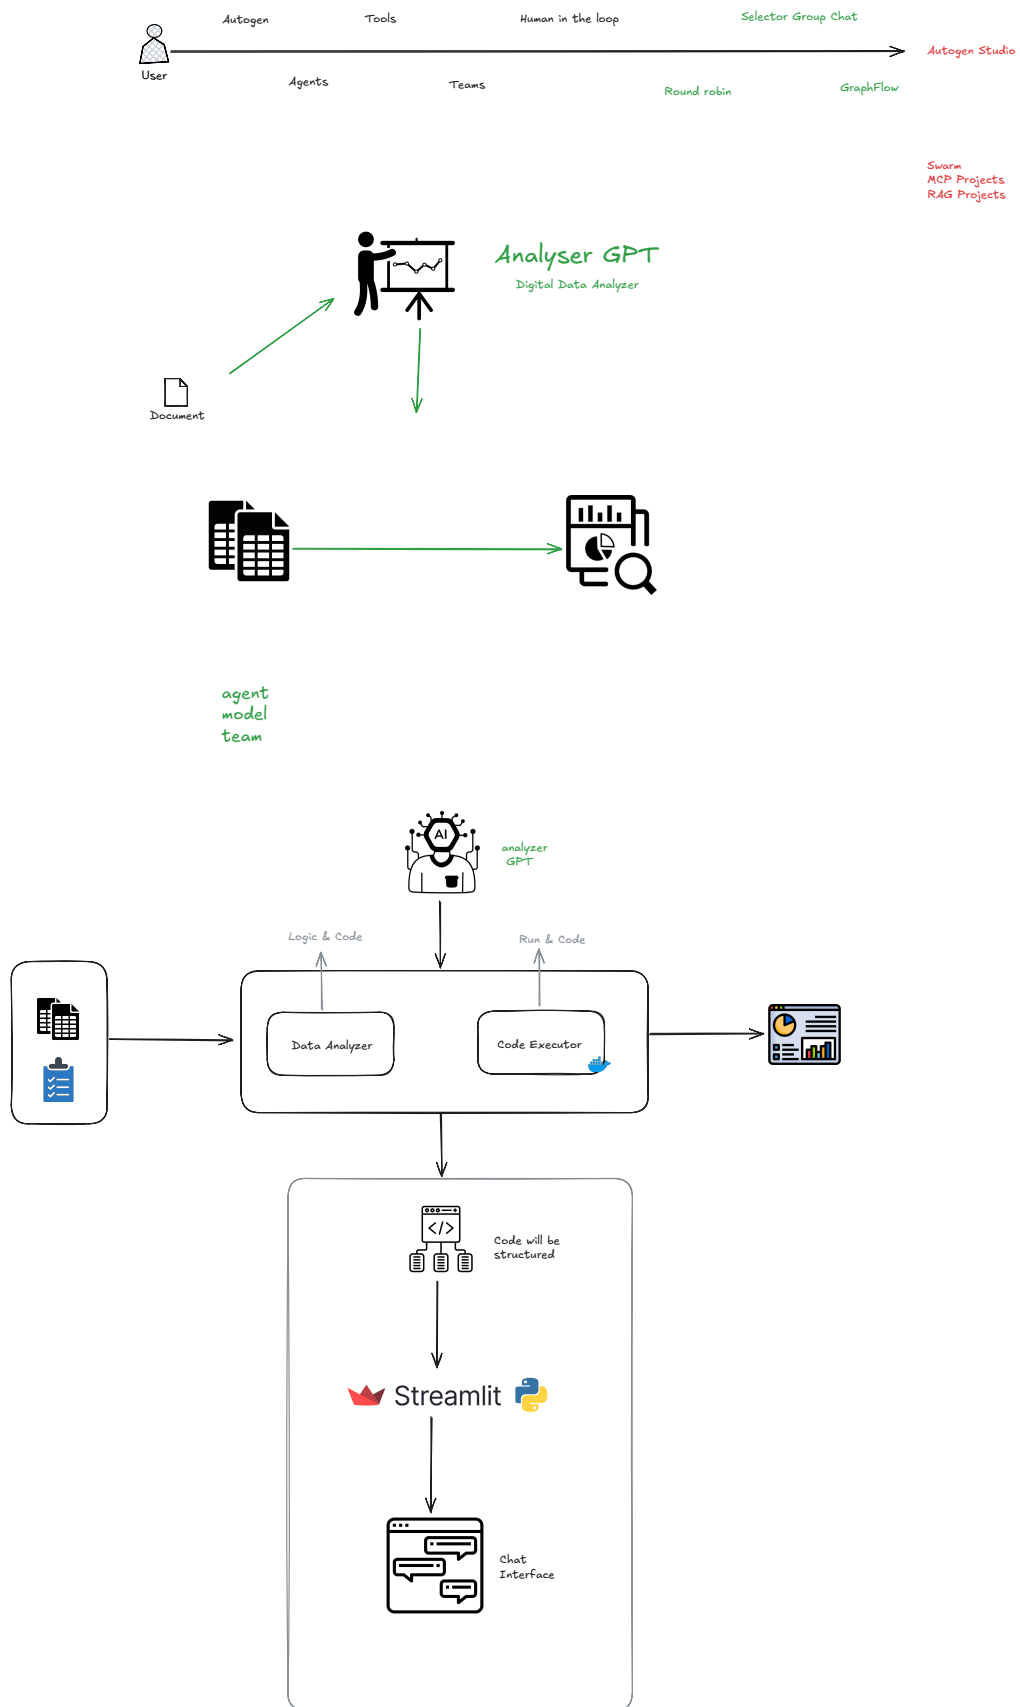 Autogen
Tools
Human in the loop
Selector Group Chat
User
Autogen Studio
Agents
Teams
Round robin
GraphFlow
Swarm
MCP Projects
RAG Projects
Analyser GPT
Digital Data Analyzer
Document
agent
model
team
AI
analyzer
GPT
Logic & Code
Run & Code
Data Analyzer
Code Executor
Code will be
structured
Streamlit
Chat
Interface